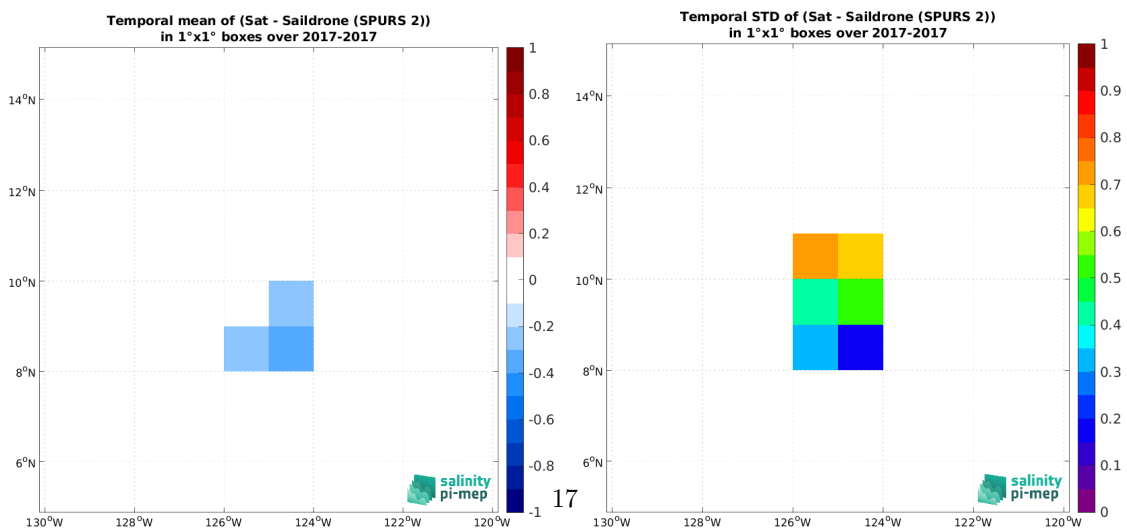 Temporal mean of (Sat - Saildrone (SPURS 2))
in 1°x1° boxes over 2017-2017
14°N
12°N
10°N
8°N
6°N
130°W
128°W
126°W
124°W
122°W
120°W
1
0.8
0.6
0.4
0.2
0
-0.2
-0.4
-0.6
-0.8
-1
salinity
pi-mep
17
Temporal STD of (Sat - Saildrone (SPURS 2))
in 1°x1° boxes over 2017-2017
14°N
12°N
10°N
8°N
6°N
130°W
128°W
126°W
124°W
122°W
120°W
1
0.9
0.8
0.7
0.6
0.5
0.4
0.3
0.2
0.1
0
salinity
pi-mep